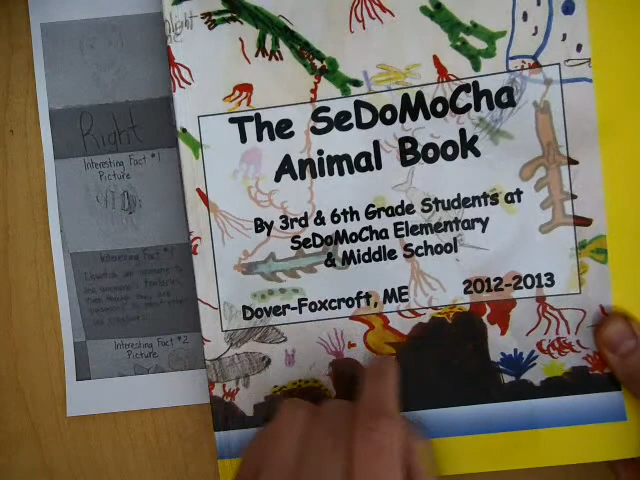 Right
Interesting Fact #1
Picture
Interesting Fact #1
Interesting Fact #2
Picture
The SeDoMoCha
Animal Book
By 3rd & 6th Grade Students at
SeDoMoCha Elementary
& Middle School
Dover-Foxcroft, ME 2012-2013